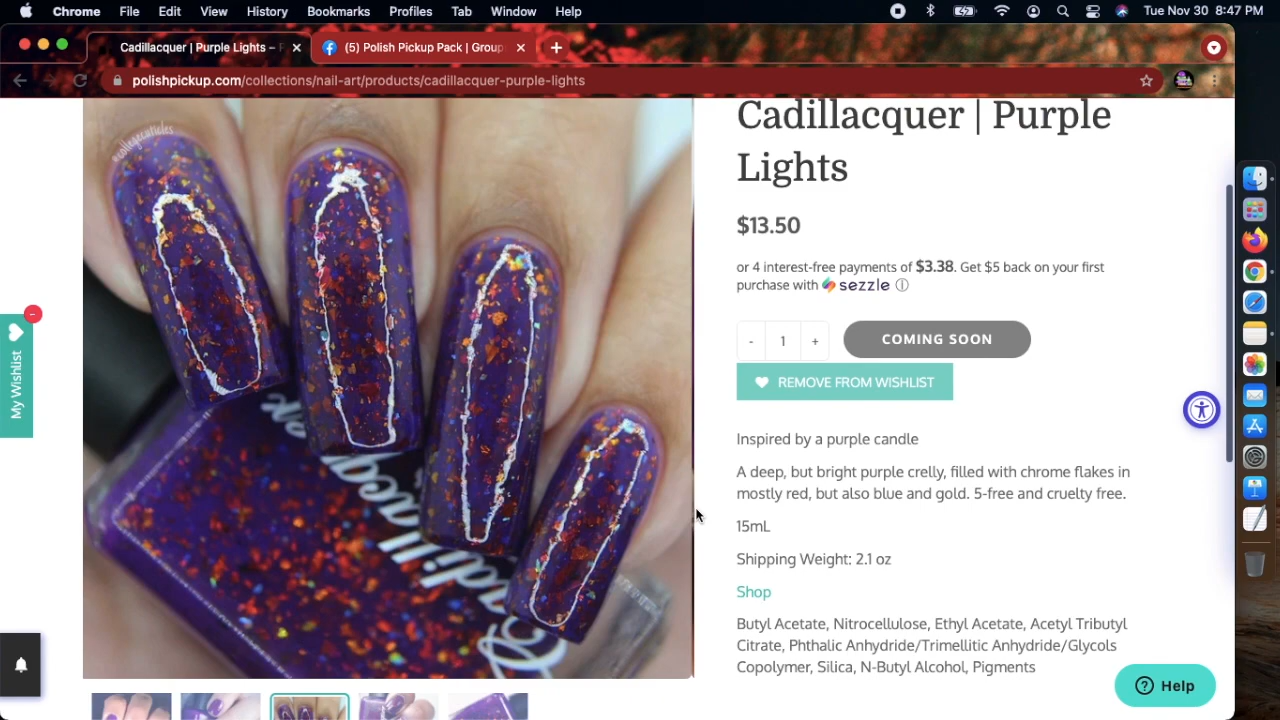 Chrome File Edit View History Bookmarks Profiles Tab Window Help Tue Nov 30 8:47 PM
Cadillacquer | Purple Lights – P (5) Polish Pickup Pack | Group
polishpickup.com/collections/nail-art/products/cadillacquer-purple-lights
@collegecuticles
Cadillacquer | Purple
Lights
$13.50
or 4 interest-free payments of $3.38. Get $5 back on your first
purchase with sezzle
- 1 + COMING SOON
REMOVE FROM WISHLIST
My Wishlist
Inspired by a purple candle
A deep, but bright purple crelly, filled with chrome flakes in
mostly red, but also blue and gold. 5-free and cruelty free.
15mL
Shipping Weight: 2.1 oz
Shop
Butyl Acetate, Nitrocellulose, Ethyl Acetate, Acetyl Tributyl
Citrate, Phthalic Anhydride/Trimellitic Anhydride/Glycols
Copolymer, Silica, N-Butyl Alcohol, Pigments
Help